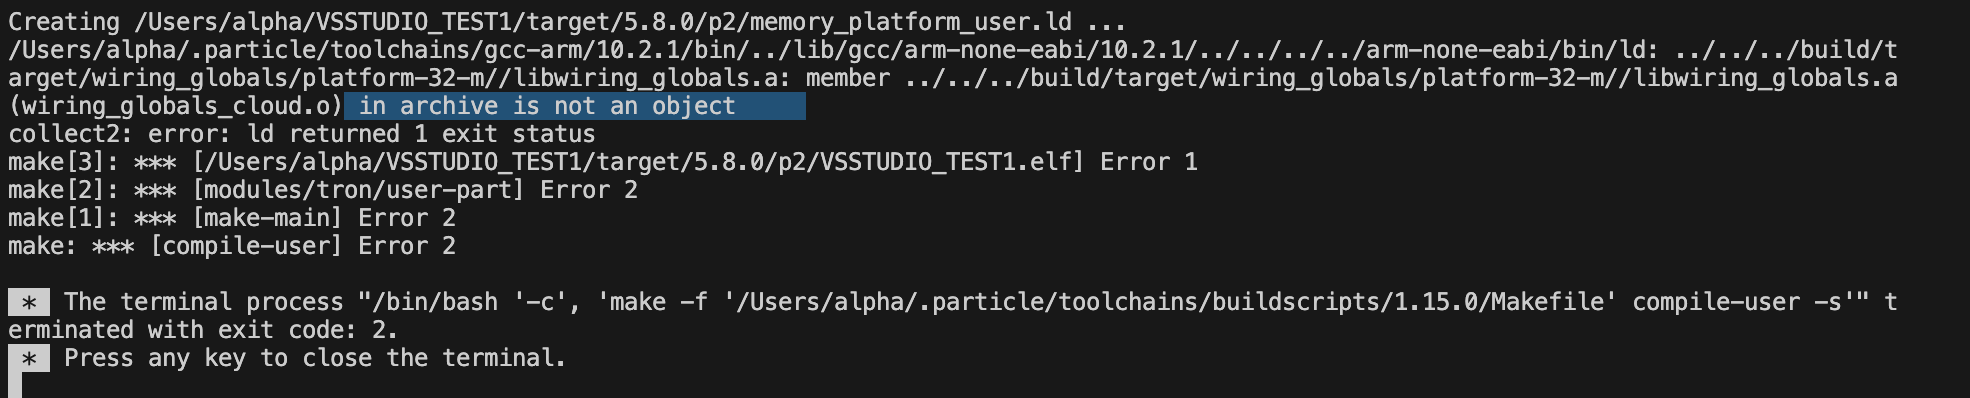 Creating /Users/alpha/VSSTUDIO_TEST1/target/5.8.0/p2/memory_platform_user.ld ...
/Users/alpha/.particle/toolchains/gcc-arm/10.2.1/bin/../lib/gcc/arm-none-eabi/10.2.1/../../../../arm-none-eabi/bin/ld: ../../../build/t
arget/wiring_globals/platform-32-m//libwiring_globals.a: member ../../../build/target/wiring_globals/platform-32-m//libwiring_globals.a
(wiring_globals_cloud.o) in archive is not an object
collect2: error: ld returned 1 exit status
make[3]: *** [/Users/alpha/VSSTUDIO_TEST1/target/5.8.0/p2/VSSTUDIO_TEST1.elf] Error 1
make[2]: *** [modules/tron/user-part] Error 2
make[1]: *** [make-main] Error 2
make: *** [compile-user] Error 2
* The terminal process "/bin/bash '-c', 'make -f '/Users/alpha/.particle/toolchains/buildscripts/1.15.0/Makefile' compile-user -s'" t
erminated with exit code: 2.
* Press any key to close the terminal.